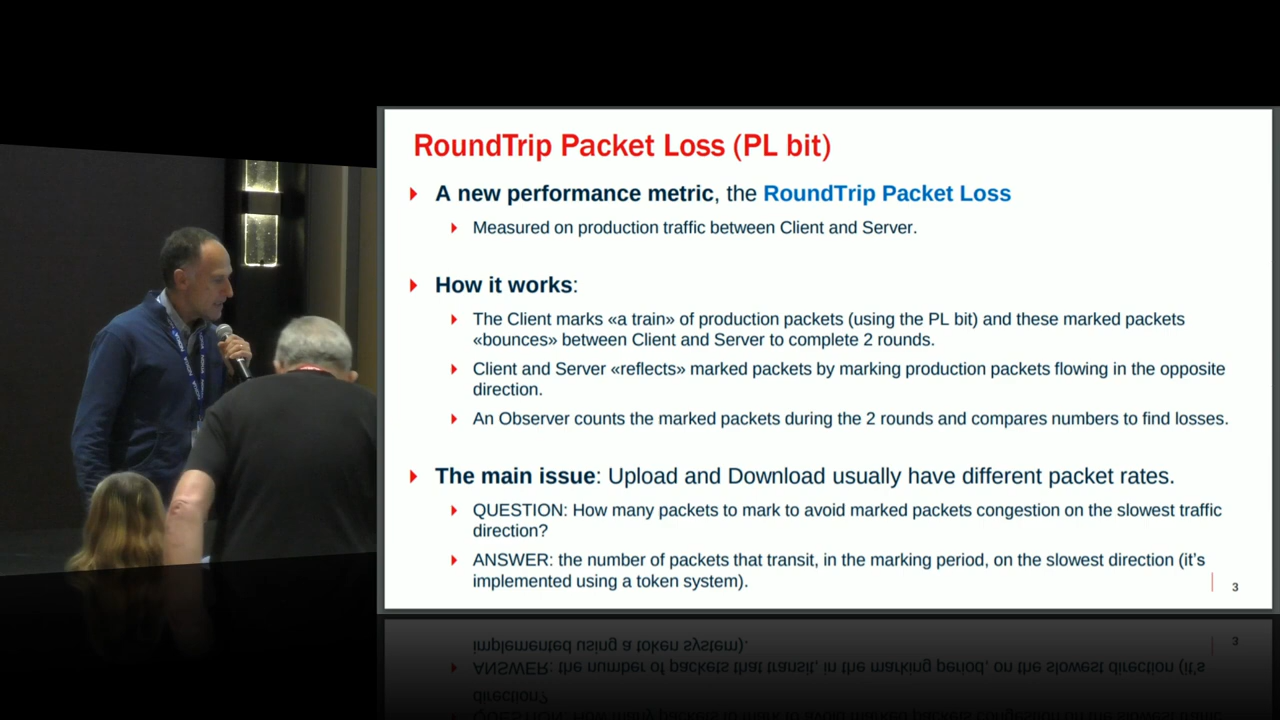 RoundTrip Packet Loss (PL bit)
A new performance metric, the RoundTrip Packet Loss
Measured on production traffic between Client and Server.
How it works:
The Client marks «a train» of production packets (using the PL bit) and these marked packets
«bounces» between Client and Server to complete 2 rounds.
Client and Server «reflects» marked packets by marking production packets flowing in the opposite
direction.
An Observer counts the marked packets during the 2 rounds and compares numbers to find losses.
The main issue: Upload and Download usually have different packet rates.
QUESTION: How many packets to mark to avoid marked packets congestion on the slowest traffic
direction?
ANSWER: the number of packets that transit, in the marking period, on the slowest direction (it's
implemented using a token system).
3